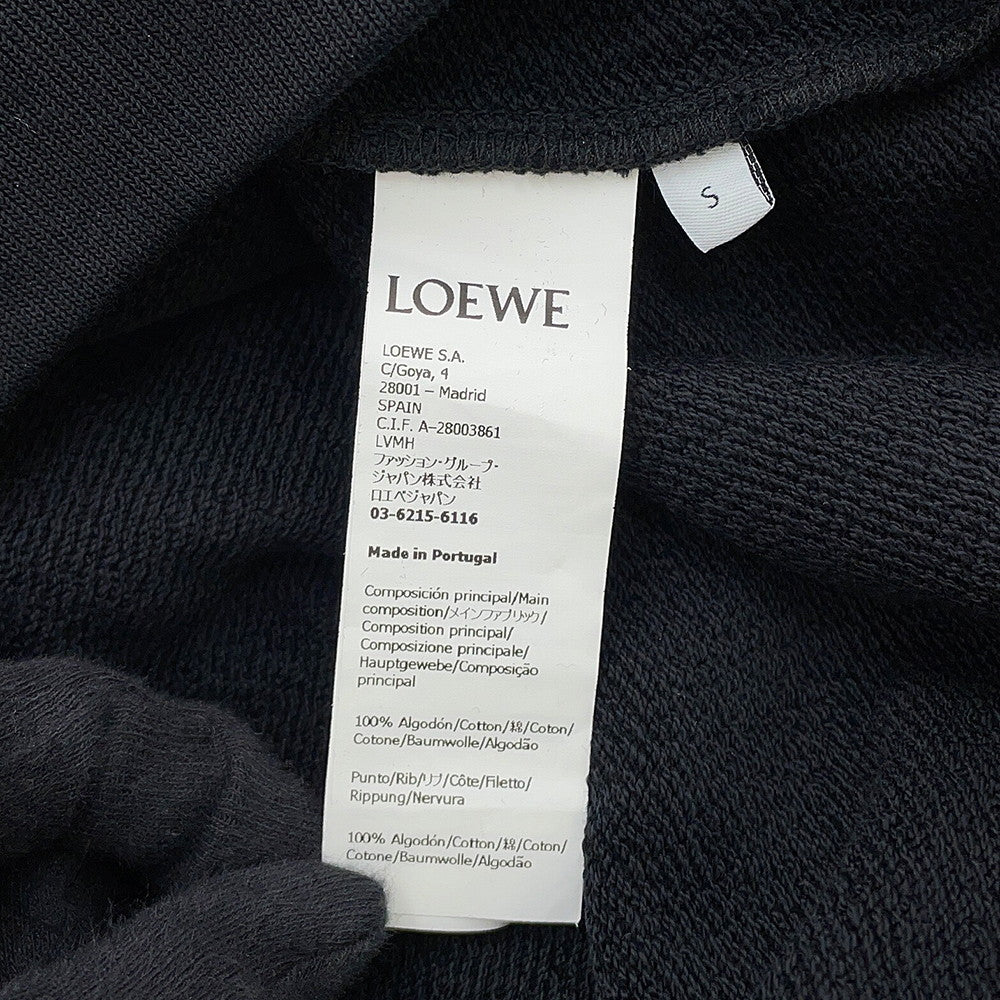 S
LOEWE
LOEWE S.A.
C/Goya, 4
28001 – Madrid
SPAIN
C.I.F. A-28003861
LVMH
ファッション・グループ・
ジャパン株式会社
ロエベジャパン
03-6215-6116
Made in Portugal
Composición principal/Main
composition/メインファブリック/
Composition principal/
Composizione principale/
Hauptgewebe/Composição
principal
100% Algodón/Cotton/綿/Coton/
Cotone/Baumwolle/Algodão
Punto/Rib/リブ/Côte/Filetto/
Rippung/Nervura
100% Algodón/Cotton/綿/Coton/
Cotone/Baumwolle/Algodão